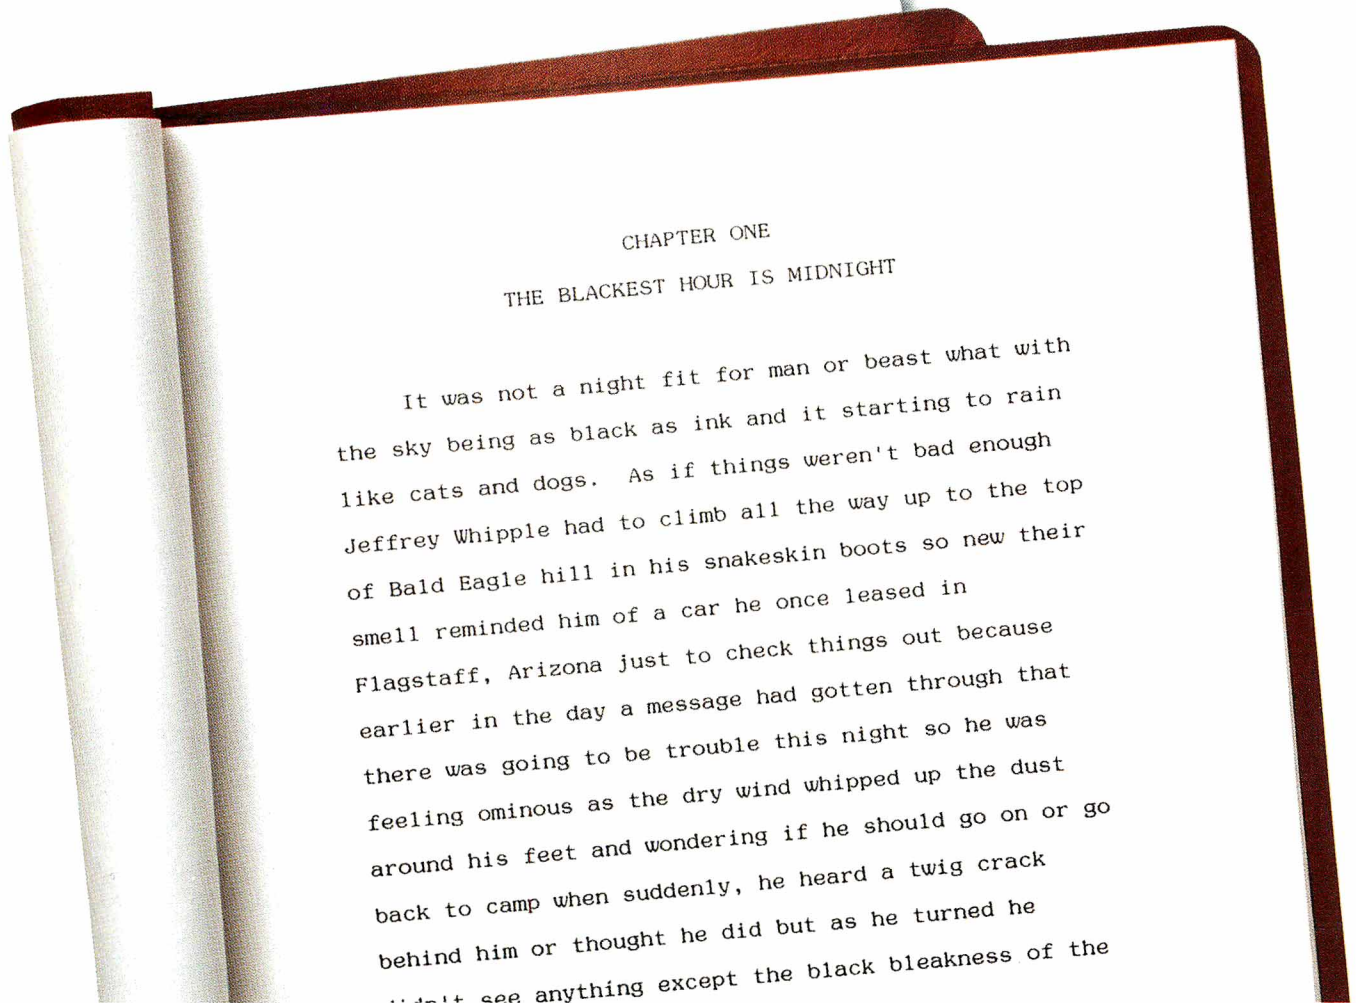 CHAPTER ONE
THE BLACKEST HOUR IS MIDNIGHT
It was not a night fit for man or beast what with
the sky being as black as ink and it starting to rain
like cats and dogs. As if things weren't bad enough
Jeffrey Whipple had to climb all the way up to the top
of Bald Eagle hill in his snakeskin boots so new their
smell reminded him of a car he once leased in
Flagstaff, Arizona just to check things out because
earlier in the day a message had gotten through that
there was going to be trouble this night so he was
feeling ominous as the dry wind whipped up the dust
around his feet and wondering if he should go on or go
back to camp when suddenly, he heard a twig crack
behind him or thought he did but as he turned he
didn't see anything except the black bleakness of the